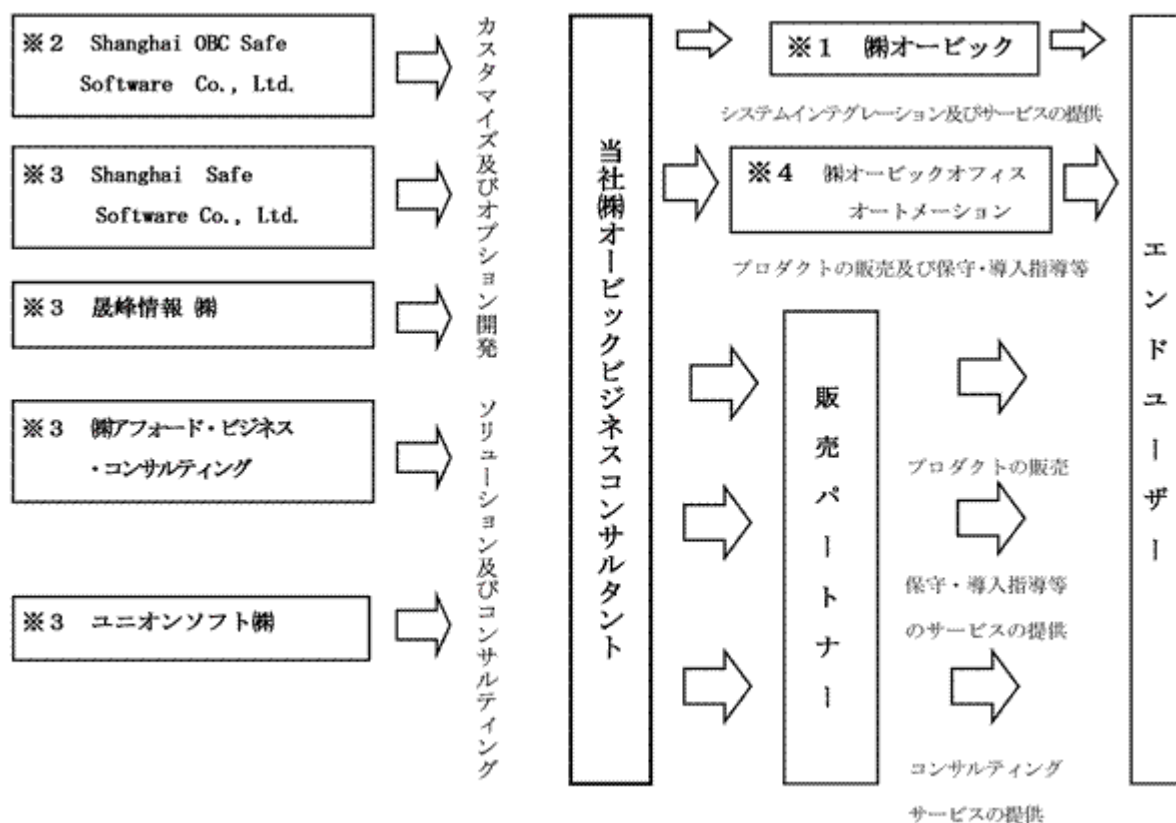 ※２ Shanghai OBC Safe
Software Co., Ltd.
※３ Shanghai Safe
Software Co., Ltd.
※３ 晟峰情報 ㈱
※３ ㈱アフォード・ビジネス
・コンサルティング
※３ ユニオンソフト㈱
カスタマイズ及びオプション開発
ソリューション及びコンサルティング
当社㈱オービックビジネスコンサルタント
※１ ㈱オービック
システムインテグレーション及びサービスの提供
※４ ㈱オービックオフィス
オートメーション
プロダクトの販売及び保守・導入指導等
販売パートナー
プロダクトの販売
保守・導入指導等
のサービスの提供
コンサルティング
サービスの提供
エンドユーザー